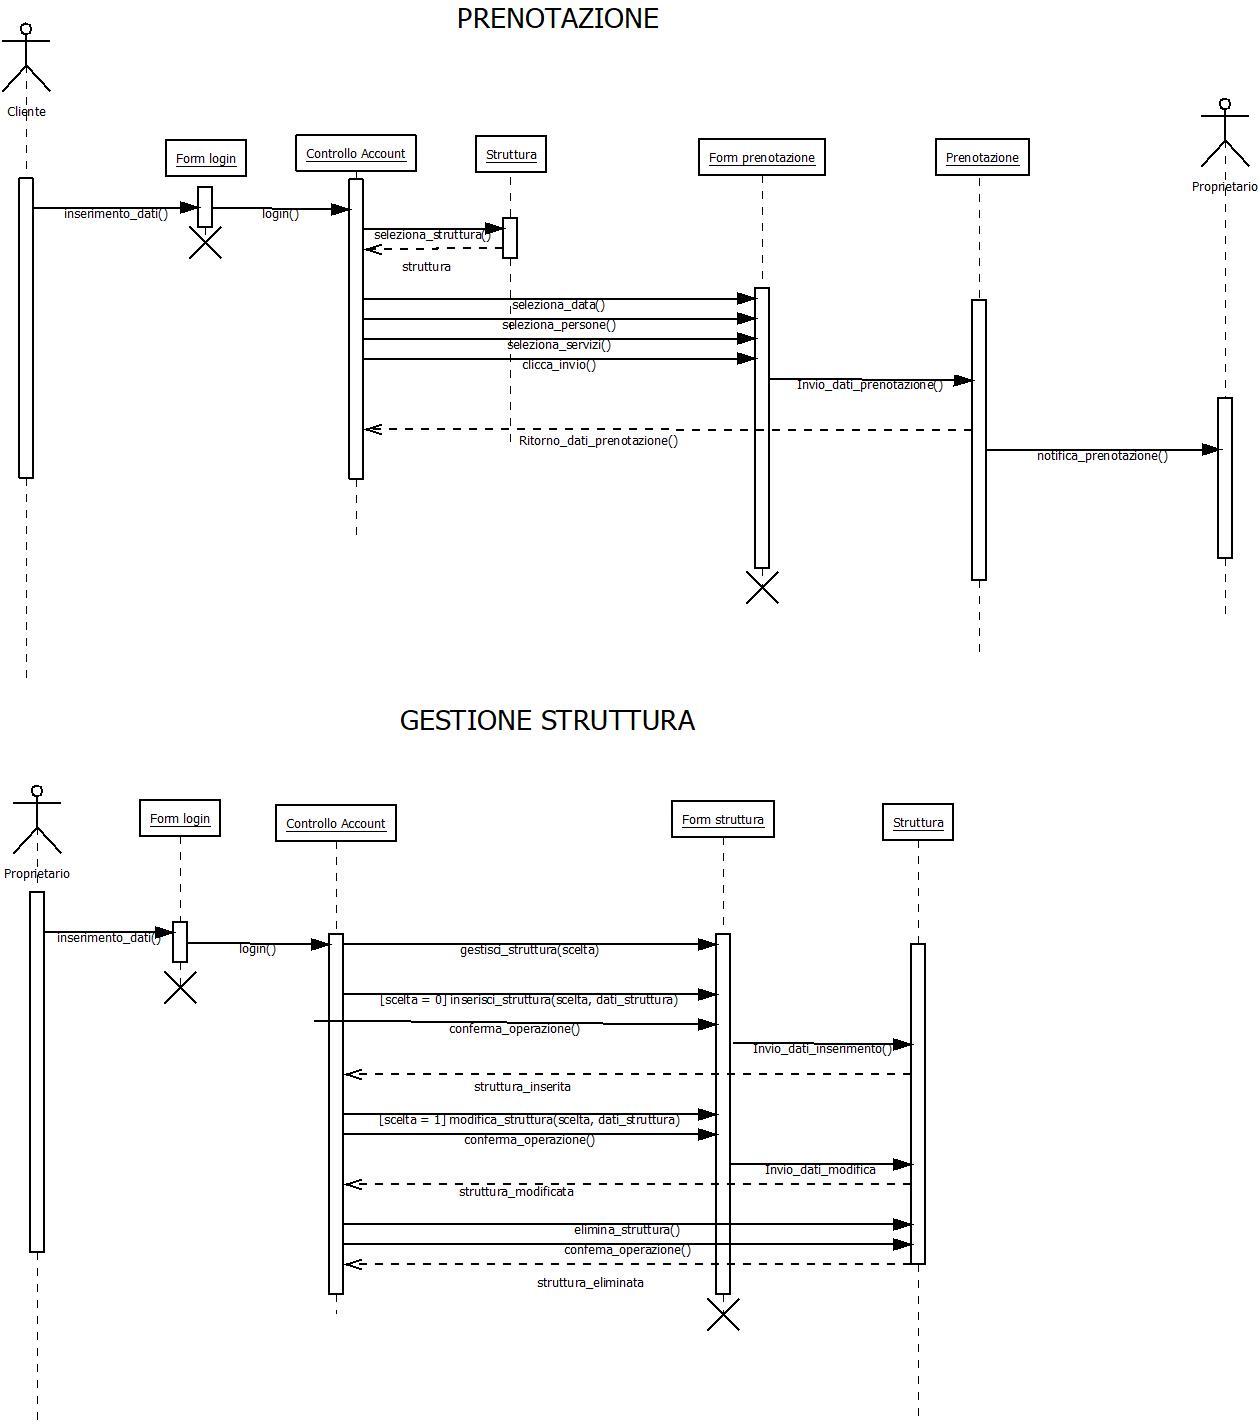 PRENOTAZIONE
Cliente
Form login
Controllo Account
Struttura
Form prenotazione
Prenotazione
Proprietario
inserimento_dati()
login()
seleziona_struttura()
struttura
seleziona_data()
seleziona_persone()
seleziona_servizi()
clicca_invio()
Invio_dati_prenotazione()
Ritorno_dati_prenotazione()
notifica_prenotazione()
GESTIONE STRUTTURA
Proprietario
Form login
Controllo Account
Form struttura
Struttura
inserimento_dati()
login()
gestisci_struttura(scelta)
[scelta = 0] inserisci_struttura(scelta, dati_struttura)
conferma_operazione()
Invio_dati_inserimento()
struttura_inserita
[scelta = 1] modifica_struttura(scelta, dati_struttura)
conferma_operazione()
Invio_dati_modifica
struttura_modificata
elimina_struttura()
confema_operazione()
struttura_eliminata